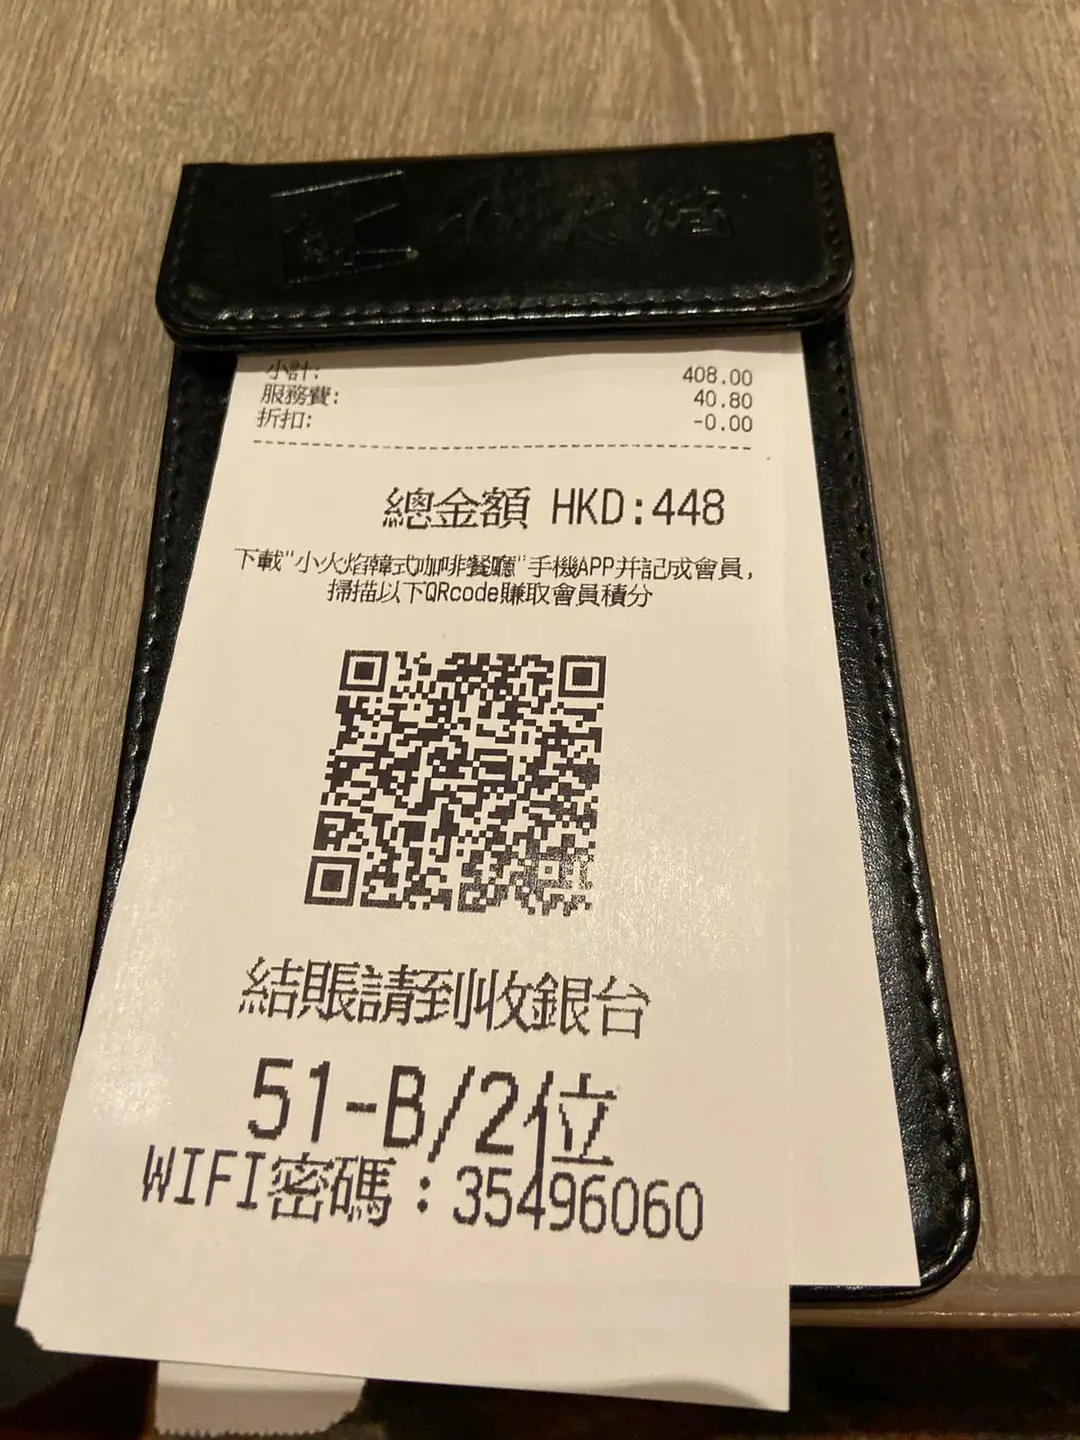 小火焰
小計: 408.00
服務費: 40.80
折扣: -0.00
總金額 HKD:448
下載"小火焰韓式咖啡餐廳"手機APP并記成會員,
掃描以下QRcode賺取會員積分
結賬請到收銀台
51-B/2位
WIFI密碼：35496060